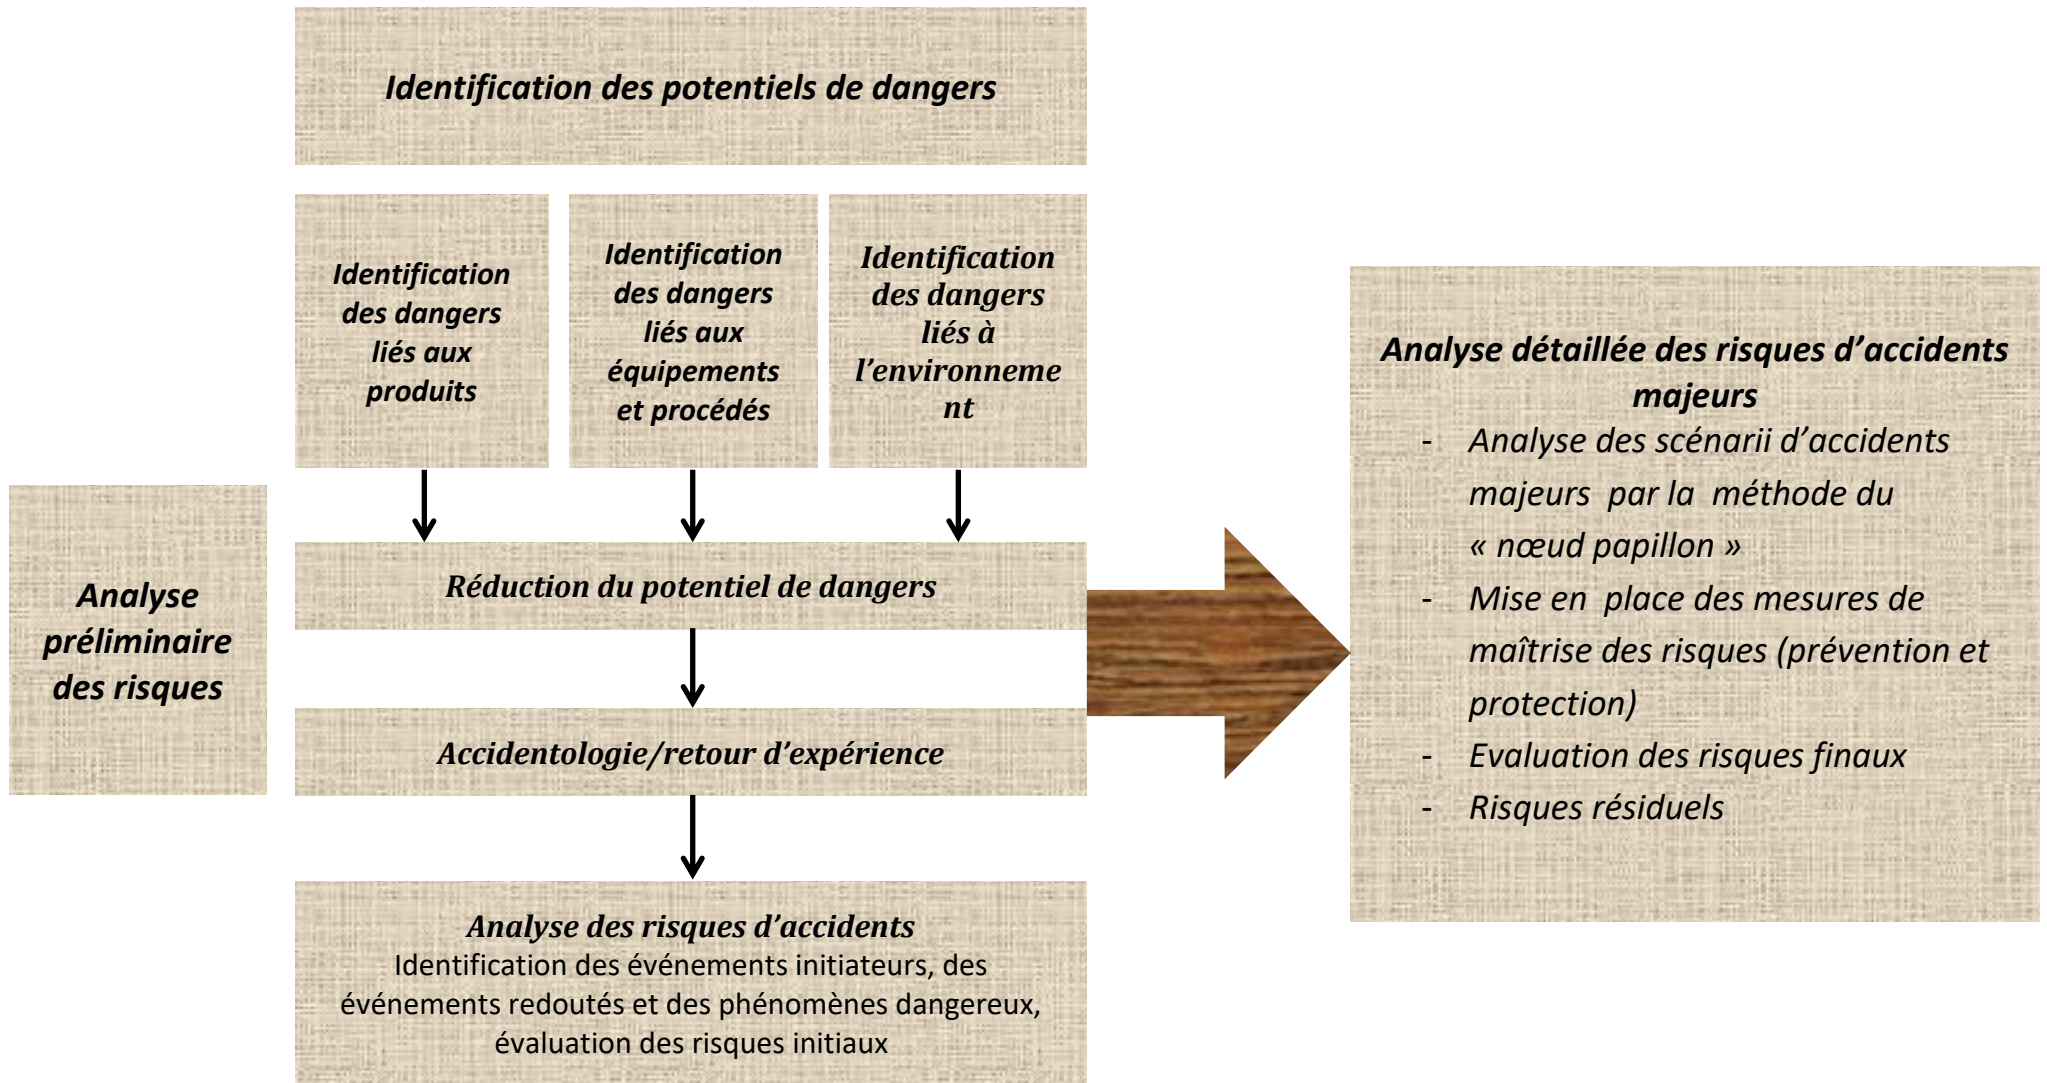 Identification des potentiels de dangers
Identification
des dangers
liés aux
produits
Identification
des dangers
liés aux
équipements
et procédés
Identification
des dangers
liés à
l’environneme
nt
Analyse
préliminaire
des risques
Réduction du potentiel de dangers
Accidentologie/retour d’expérience
Analyse des risques d’accidents
Identification des événements initiateurs, des
événements redoutés et des phénomènes dangereux,
évaluation des risques initiaux
Analyse détaillée des risques d’accidents
majeurs
- Analyse des scénarii d’accidents
majeurs par la méthode du
« nœud papillon »
- Mise en place des mesures de
maîtrise des risques (prévention et
protection)
- Evaluation des risques finaux
- Risques résiduels